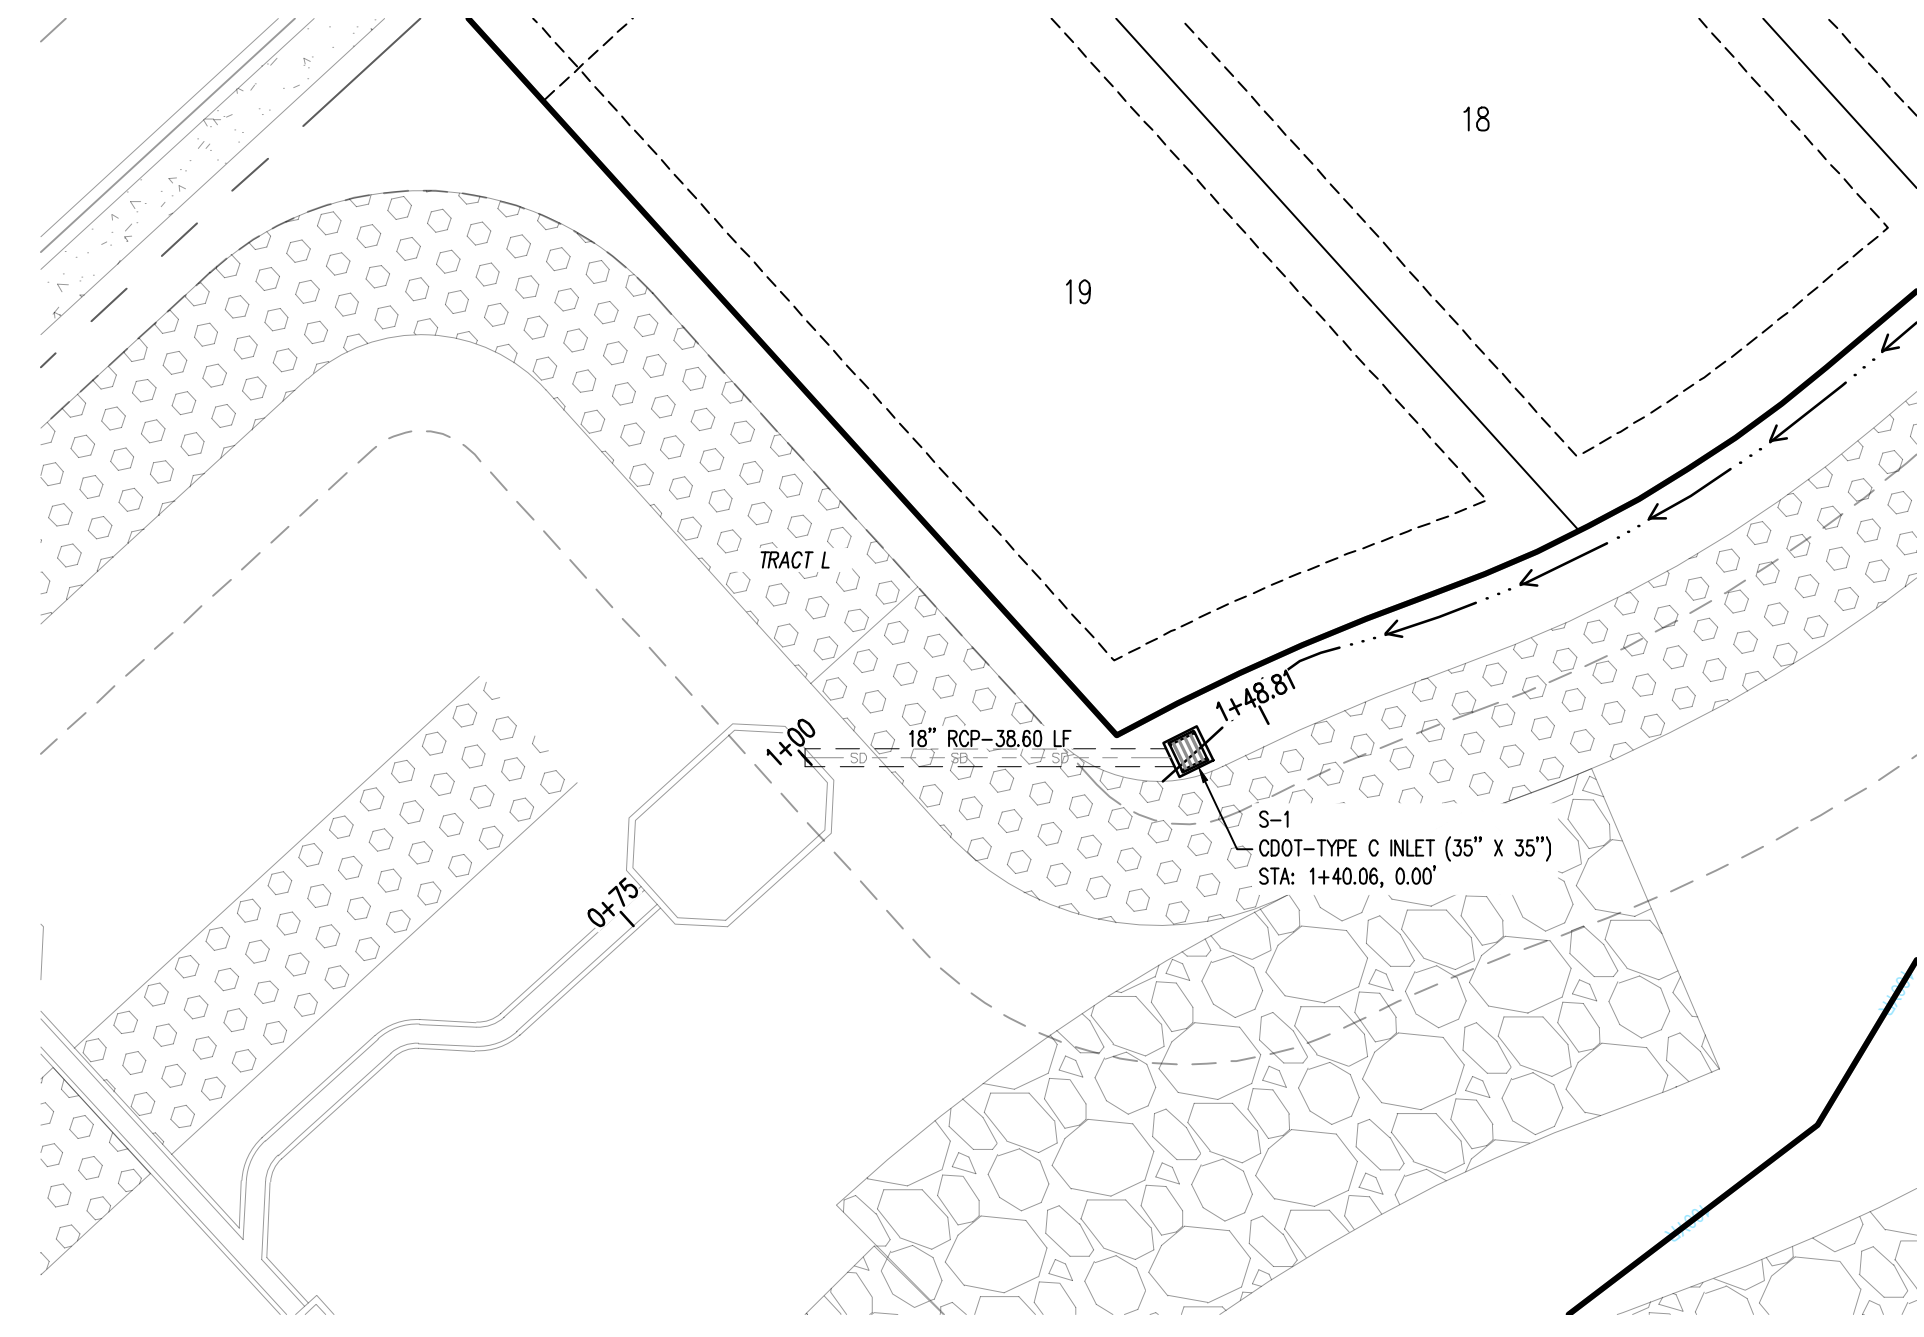 18
19
TRACT L
1+48.81
1+00
18” RCP-38.60 LF
SD SD SD
S-1
CDOT-TYPE C INLET (35” X 35”)
STA: 1+40.06, 0.00'
0+75